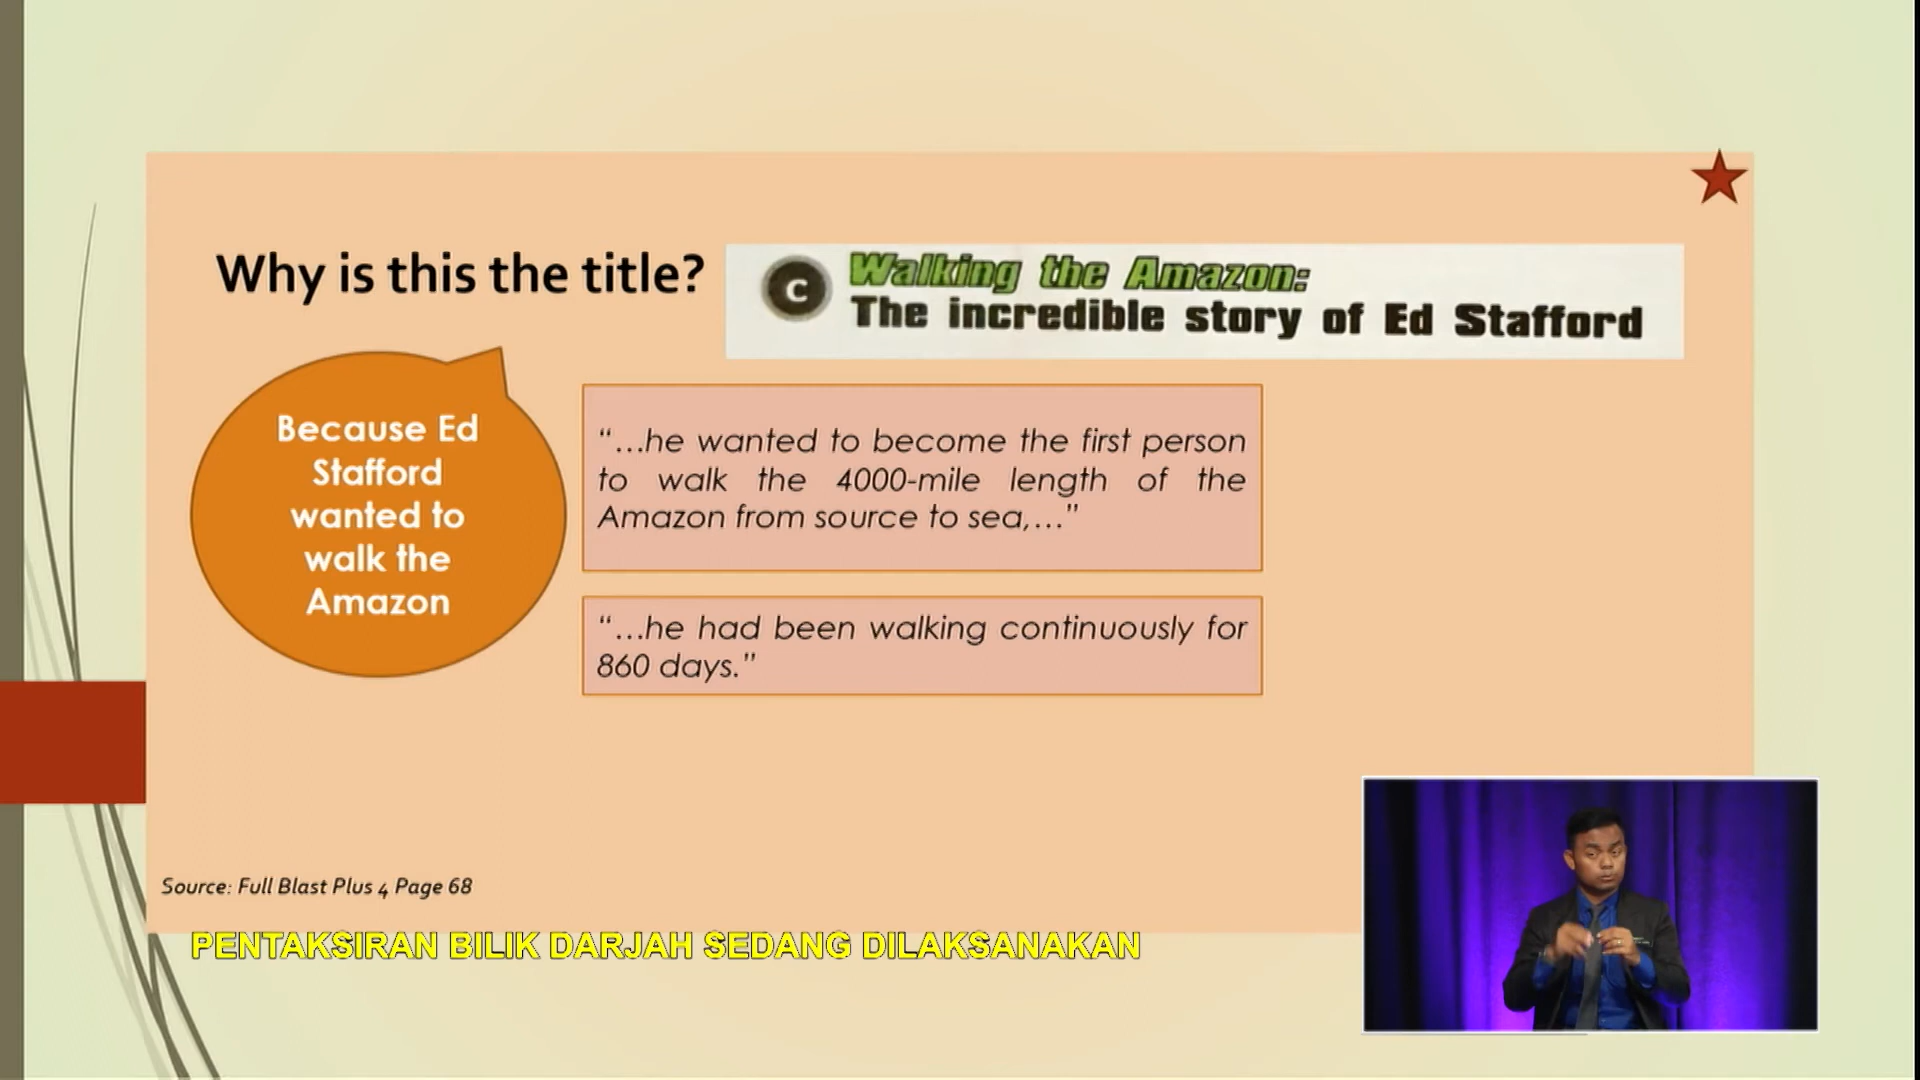 Why is this the title?
C
Walking the Amazon:
The incredible story of Ed Stafford
Because Ed
Stafford
wanted to
walk the
Amazon
“...he wanted to become the first person
to walk the 4000-mile length of the
Amazon from source to sea,...”
“...he had been walking continuously for
860 days.”
Source: Full Blast Plus 4 Page 68
PENTAKSIRAN BILIK DARJAH SEDANG DILAKSANAKAN